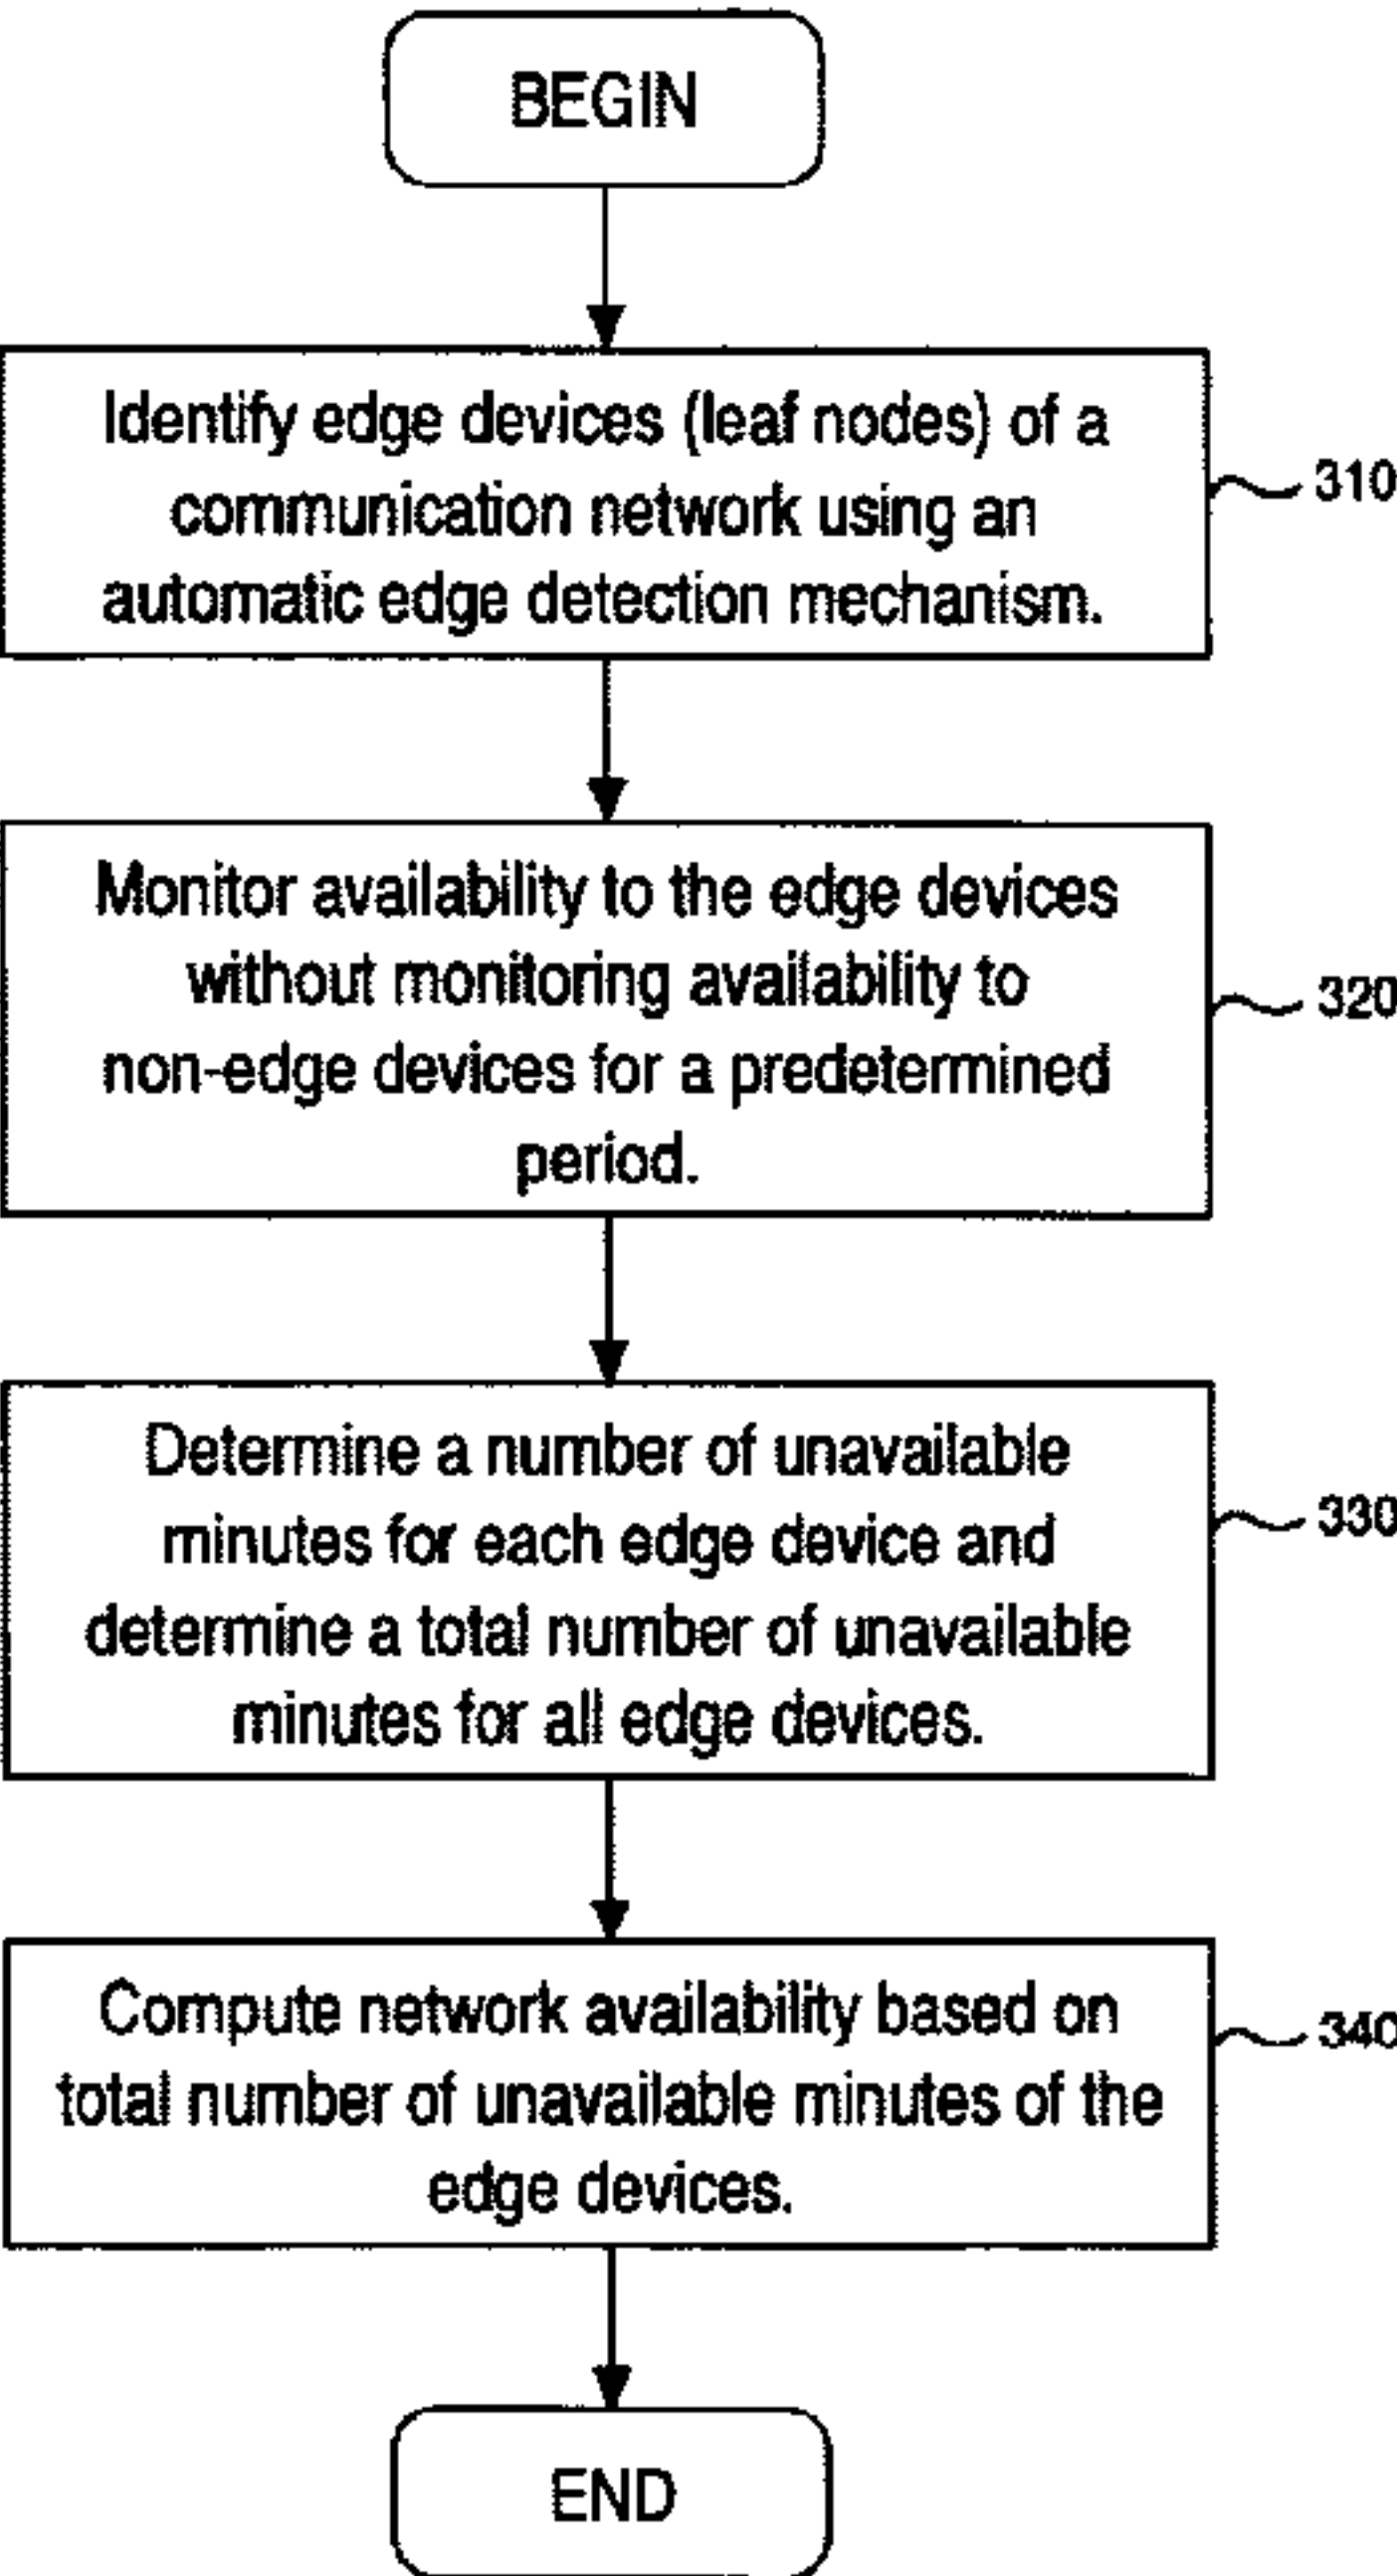 BEGIN
Identify edge devices (leaf nodes) of a
communication network using an
automatic edge detection mechanism.
310
Monitor availability to the edge devices
without monitoring availability to
non-edge devices for a predetermined
period.
320
Determine a number of unavailable
minutes for each edge device and
determine a total number of unavailable
minutes for all edge devices.
330
Compute network availability based on
total number of unavailable minutes of the
edge devices.
340
END